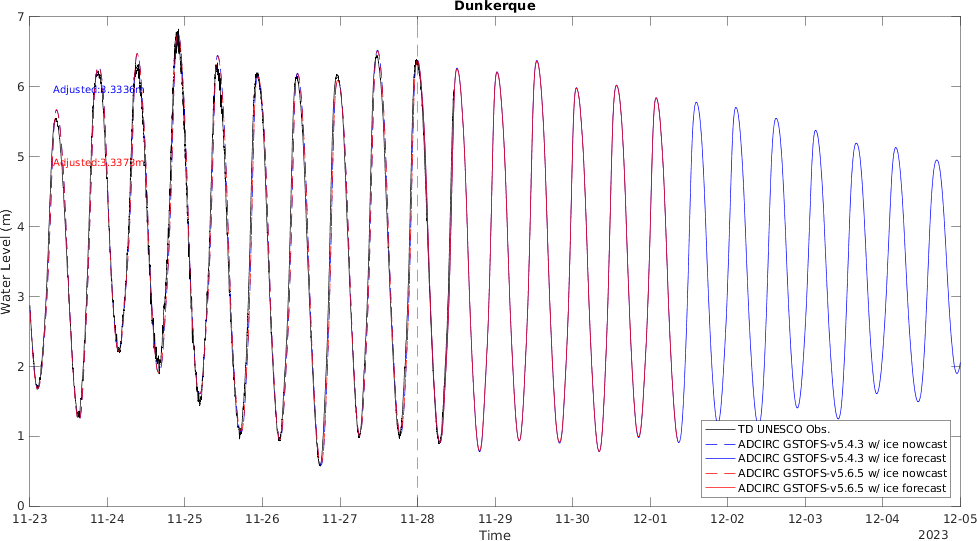 Dunkerque
7
6
5
4
3
2
1
0
Water Level (m)
Adjusted:3.3336m
Adjusted:3.3373m
TD UNESCO Obs.
ADCIRC GSTOFS-v5.4.3 w/ ice nowcast
ADCIRC GSTOFS-v5.4.3 w/ ice forecast
ADCIRC GSTOFS-v5.6.5 w/ ice nowcast
ADCIRC GSTOFS-v5.6.5 w/ ice forecast
11-23 11-24 11-25 11-26 11-27 11-28 11-29 11-30 12-01 12-02 12-03 12-04 12-05
Time
2023